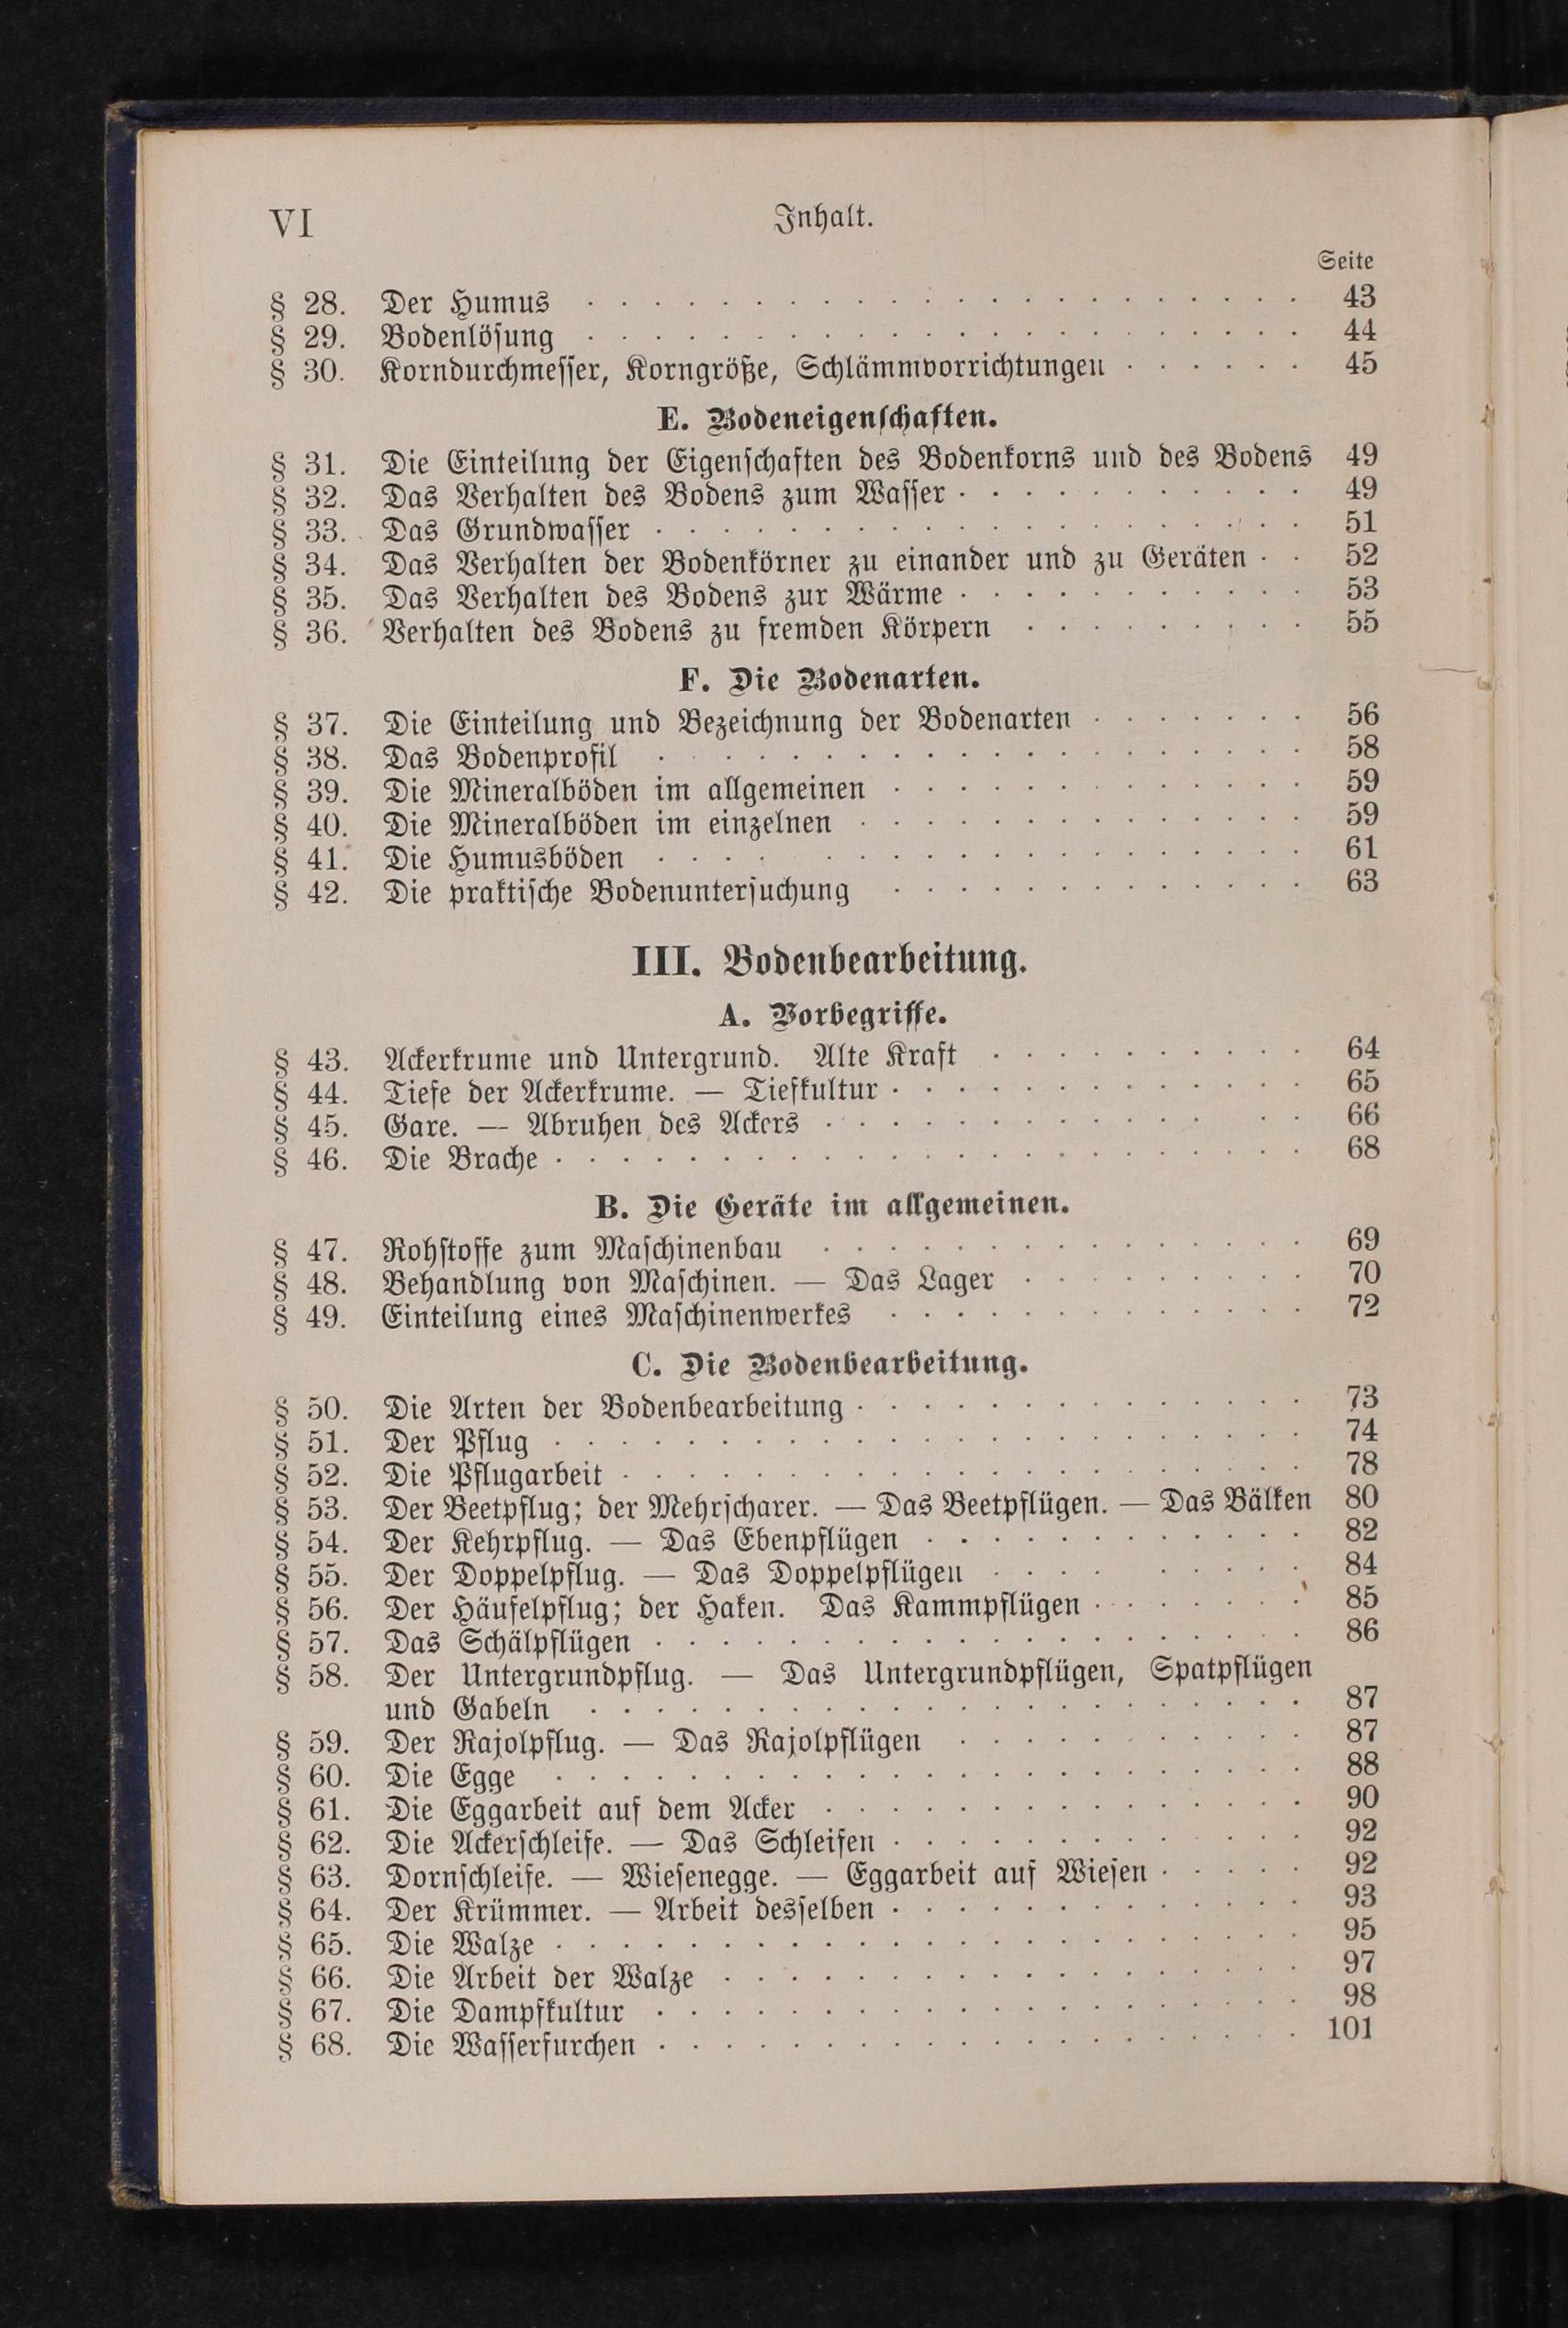 VI Inhalt.
Seite
§ 28. Der Humus . . . . . . . . . . . . . . . . . . . . . . 43
§ 29. Bodenlösung . . . . . . . . . . . . . . . . . . . . . . 44
§ 30. Korndurchmesser, Korngröße, Schlämmvorrichtungen . . . . . . 45
E. Bodeneigenschaften.
§ 31. Die Einteilung der Eigenschaften des Bodenkorns und des Bodens 49
§ 32. Das Verhalten des Bodens zum Wasser . . . . . . . . . . . 49
§ 33. Das Grundwasser . . . . . . . . . . . . . . . . . . . . 51
§ 34. Das Verhalten der Bodenkörner zu einander und zu Geräten . . 52
§ 35. Das Verhalten des Bodens zur Wärme . . . . . . . . . . . 53
§ 36. Verhalten des Bodens zu fremden Körpern . . . . . . . . . 55
F. Die Bodenarten.
§ 37. Die Einteilung und Bezeichnung der Bodenarten . . . . . . . 56
§ 38. Das Bodenprofil . . . . . . . . . . . . . . . . . . . . 58
§ 39. Die Mineralböden im allgemeinen . . . . . . . . . . . . . 59
§ 40. Die Mineralböden im einzelnen . . . . . . . . . . . . . . 59
§ 41. Die Humusböden . . . . . . . . . . . . . . . . . . . 61
§ 42. Die praktische Bodenuntersuchung . . . . . . . . . . . . . 63
III. Bodenbearbeitung.
A. Vorbegriffe.
§ 43. Ackerkrume und Untergrund. Alte Kraft . . . . . . . . . . 64
§ 44. Tiefe der Ackerkrume. — Tiefkultur . . . . . . . . . . . . . 65
§ 45. Gare. — Abruhen des Ackers . . . . . . . . . . . . . . 66
§ 46. Die Brache . . . . . . . . . . . . . . . . . . . . . . . 68
B. Die Geräte im allgemeinen.
§ 47. Rohstoffe zum Maschinenbau . . . . . . . . . . . . . . . 69
§ 48. Behandlung von Maschinen. — Das Lager . . . . . . . . . 70
§ 49. Einteilung eines Maschinenwerkes . . . . . . . . . . . . . 72
C. Die Bodenbearbeitung.
§ 50. Die Arten der Bodenbearbeitung . . . . . . . . . . . . . . 73
§ 51. Der Pflug . . . . . . . . . . . . . . . . . . . . . . . 74
§ 52. Die Pflugarbeit . . . . . . . . . . . . . . . . . . . . . 78
§ 53. Der Beetpflug; der Mehrscharer. — Das Beetpflügen. — Das Bälken 80
§ 54. Der Kehrpflug. — Das Ebenpflügen . . . . . . . . . . . . 82
§ 55. Der Doppelpflug. — Das Doppelpflügen . . . . . . . . . 84
§ 56. Der Häufelpflug; der Haken. Das Kammpflügen . . . . . . . 85
§ 57. Das Schälpflügen . . . . . . . . . . . . . . . . . . . . 86
§ 58. Der Untergrundpflug. — Das Untergrundpflügen, Spatpflügen
und Gabeln . . . . . . . . . . . . . . . . . . . . . . 87
§ 59. Der Rajolpflug. — Das Rajolpflügen . . . . . . . . . . . 87
§ 60. Die Egge . . . . . . . . . . . . . . . . . . . . . . . 88
§ 61. Die Eggarbeit auf dem Acker . . . . . . . . . . . . . . . 90
§ 62. Die Ackerschleife. — Das Schleifen . . . . . . . . . . . . . 92
§ 63. Dornschleife. — Wiesenegge. — Eggarbeit auf Wiesen . . . . . 92
§ 64. Der Krümmer. — Arbeit desselben . . . . . . . . . . . . . 93
§ 65. Die Walze . . . . . . . . . . . . . . . . . . . . . . . 95
§ 66. Die Arbeit der Walze . . . . . . . . . . . . . . . . . . 97
§ 67. Die Dampfkultur . . . . . . . . . . . . . . . . . . . . 98
§ 68. Die Wasserfurchen . . . . . . . . . . . . . . . . . . . . 101